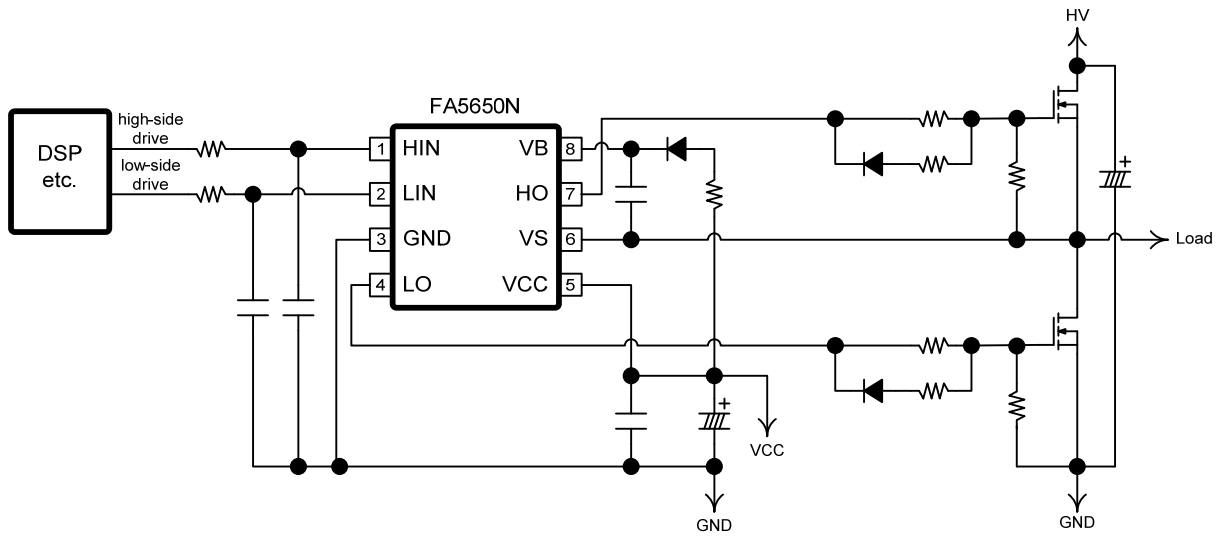 HV
FA5650N
DSP
etc.
high-side
drive
low-side
drive
1 HIN VB 8
2 LIN HO 7
3 GND VS 6
4 LO VCC 5
+
Load
+
VCC
GND
GND